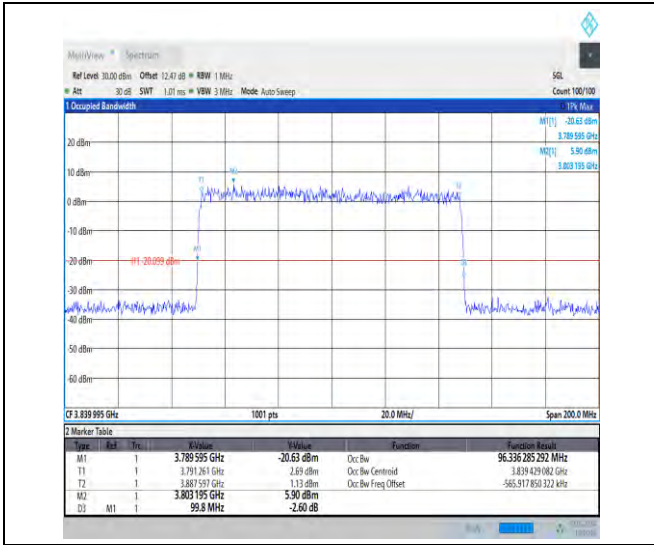 MultiView Spectrum
Ref Level 30.00 dBm Offset 12.47 dB RBW 1 MHz SGL
Att 30 dB SWT 1.01 ms VBW 3 MHz Mode Auto Sweep Count 100/100
1 Occupied Bandwidth 1Pk Max
M1[1] -20.63 dBm
3.789 595 GHz
M2[1] 5.90 dBm
3.803 195 GHz
20 dBm
10 dBm
M2
T1
T2
0 dBm
-10 dBm
M1
-20 dBm
H1 -20.099 dBm
-30 dBm
-40 dBm
-50 dBm
-60 dBm
CF 3.839 995 GHz 1001 pts 20.0 MHz/ Span 200.0 MHz
2 Marker Table
Type Ref Trc X-Value Y-Value Function Function Result
M1 1 3.789 595 GHz -20.63 dBm Occ Bw 96.336 285 292 MHz
T1 1 3.791 261 GHz 2.69 dBm Occ Bw Centroid 3.839 429 082 GHz
T2 1 3.887 597 GHz 1.13 dBm Occ Bw Freq Offset -565.917 850 322 kHz
M2 1 3.803 195 GHz 5.90 dBm
D3 M1 1 99.8 MHz -2.60 dB